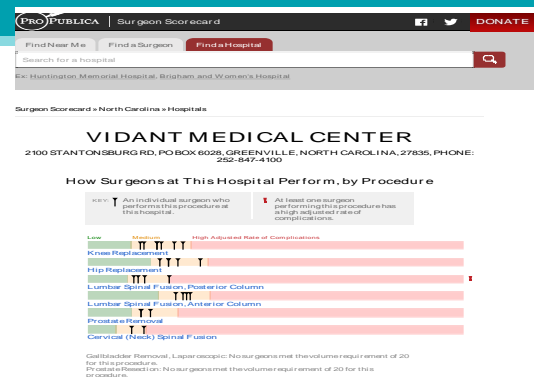 PROPUBLICA | Surgeon Scorecard
DONATE
Find Near Me
Find a Surgeon
Find a Hospital
Search for a hospital
Ex: Huntington Memorial Hospital, Brigham and Women's Hospital
Surgeon Scorecard » North Carolina » Hospitals
VIDANT MEDICAL CENTER
2100 STANTONSBURG RD, PO BOX 6028, GREENVILLE, NORTH CAROLINA, 27835, PHONE:
252-847-4100
How Surgeons at This Hospital Perform, by Procedure
KEY: An individual surgeon who
performs this procedure at
this hospital.
At least one surgeon
performing this procedure has
a high adjusted rate of
complications.
Low
Medium
High Adjusted Rate of Complications
Knee Replacement
Hip Replacement
Lumbar Spinal Fusion, Posterior Column
Lumbar Spinal Fusion, Anterior Column
Prostate Removal
Cervical (Neck) Spinal Fusion
Gallbladder Removal, Laparoscopic: No surgeons met the volume requirement of 20
for this procedure.
Prostate Resection: No surgeons met the volume requirement of 20 for this
procedure.